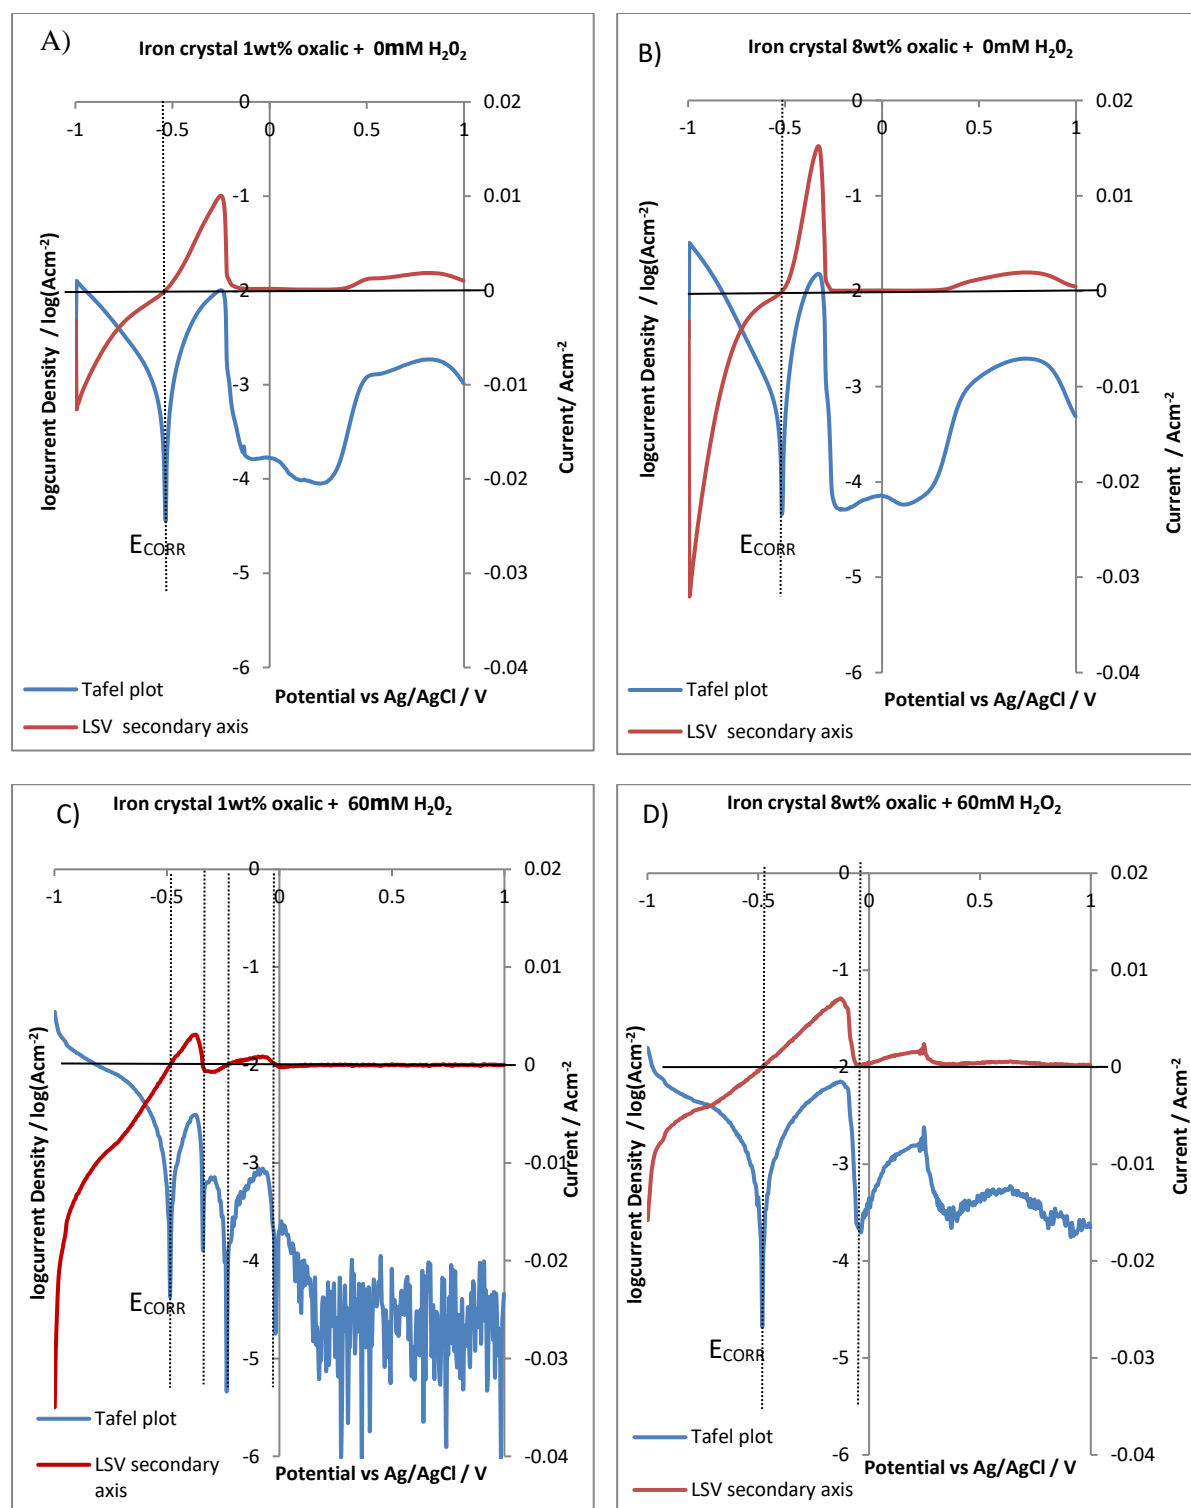 A)
Iron crystal 1wt% oxalic + 0mM H₂0₂
0
0.02
-1
-0.5
0
0.5
1
-1
0.01
-2
0
-3
-0.01
-4
-0.02
-5
-0.03
-6
-0.04
logcurrent Density / log(Acm⁻²)
Current/ Acm⁻²
E_CORR
Potential vs Ag/AgCl / V
Tafel plot
LSV secondary axis
B)
Iron crystal 8wt% oxalic + 0mM H₂0₂
0
0.02
-1
-0.5
0
0.5
1
-1
0.01
-2
0
-3
-0.01
-4
-0.02
-5
-0.03
-6
-0.04
logcurrent Density / log(Acm⁻²)
Current / Acm⁻²
E_CORR
Potential vs Ag/AgCl / V
Tafel plot
LSV secondary axis
C)
Iron crystal 1wt% oxalic + 60mM H₂0₂
0
0.02
-1
-0.5
0
0.5
1
-1
0.01
-2
0
-3
-0.01
-4
-0.02
-5
-0.03
-6
-0.04
logcurrent Density / log(Acm⁻²)
Current / Acm⁻²
E_CORR
Potential vs Ag/AgCl / V
Tafel plot
LSV secondary
axis
D)
Iron crystal 8wt% oxalic + 60mM H₂O₂
0
0.02
-1
-0.5
0
0.5
1
-1
0.01
-2
0
-3
-0.01
-4
-0.02
-5
-0.03
-6
-0.04
logcurrent Density / log(Acm⁻²)
Current / Acm⁻²
E_CORR
Potential vs Ag/AgCl / V
Tafel plot
LSV secondary axis